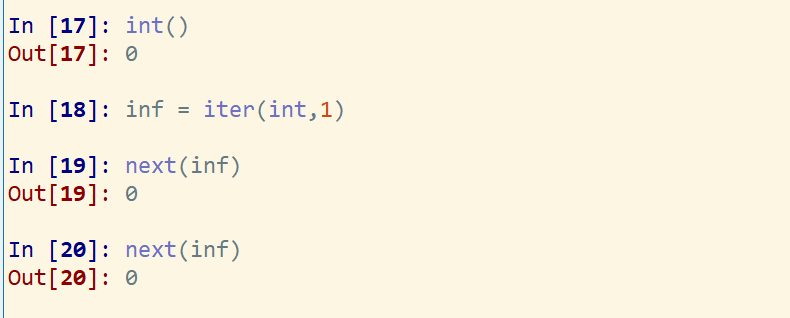 In [17]: int()
Out[17]: 0
In [18]: inf = iter(int,1)
In [19]: next(inf)
Out[19]: 0
In [20]: next(inf)
Out[20]: 0